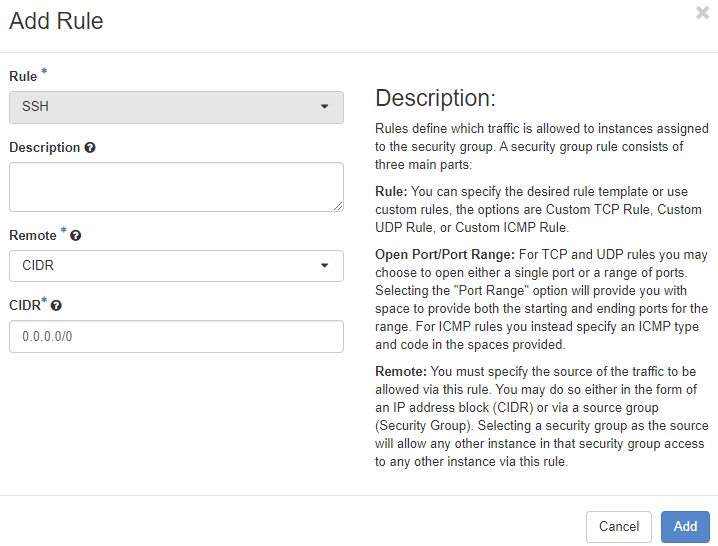 Add Rule
×
Rule *
SSH
Description
Remote *
CIDR
CIDR*
0.0.0.0/0
Description:
Rules define which traffic is allowed to instances assigned
to the security group. A security group rule consists of
three main parts:
Rule: You can specify the desired rule template or use
custom rules, the options are Custom TCP Rule, Custom
UDP Rule, or Custom ICMP Rule.
Open Port/Port Range: For TCP and UDP rules you may
choose to open either a single port or a range of ports.
Selecting the "Port Range" option will provide you with
space to provide both the starting and ending ports for the
range. For ICMP rules you instead specify an ICMP type
and code in the spaces provided.
Remote: You must specify the source of the traffic to be
allowed via this rule. You may do so either in the form of
an IP address block (CIDR) or via a source group
(Security Group). Selecting a security group as the source
will allow any other instance in that security group access
to any other instance via this rule.
Cancel
Add